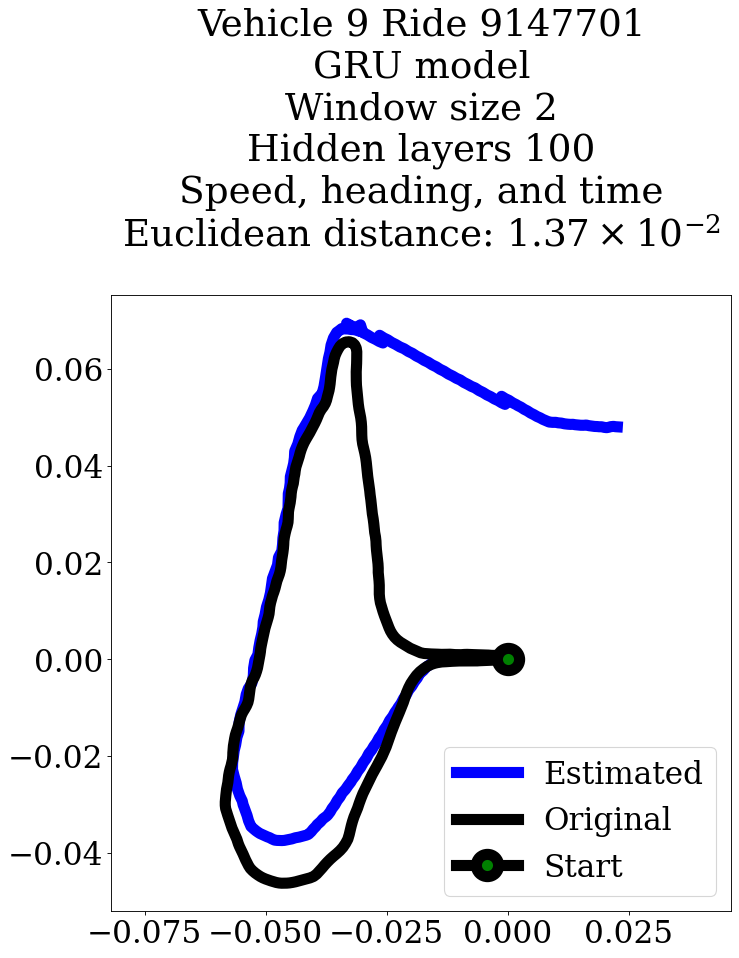 Vehicle 9 Ride 9147701
GRU model
Window size 2
Hidden layers 100
Speed, heading, and time
Euclidean distance: 1.37 × 10⁻²
0.06
0.04
0.02
0.00
−0.02
−0.04
Estimated
Original
Start
−0.075 −0.050 −0.025 0.000 0.025